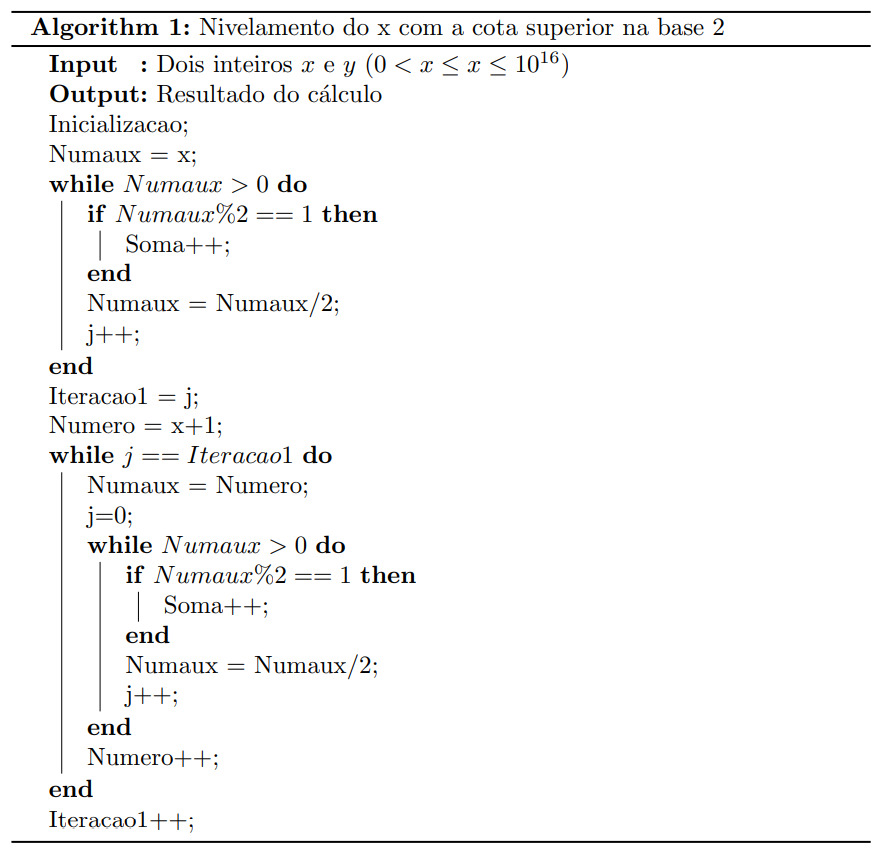 Algorithm 1: Nivelamento do x com a cota superior na base 2
Input : Dois inteiros x e y (0 < x ≤ x ≤ 10^16)
Output: Resultado do cálculo
Inicializacao;
Numaux = x;
while Numaux > 0 do
if Numaux%2 == 1 then
Soma++;
end
Numaux = Numaux/2;
j++;
end
Iteracao1 = j;
Numero = x+1;
while j == Iteracao1 do
Numaux = Numero;
j=0;
while Numaux > 0 do
if Numaux%2 == 1 then
Soma++;
end
Numaux = Numaux/2;
j++;
end
Numero++;
end
Iteracao1++;